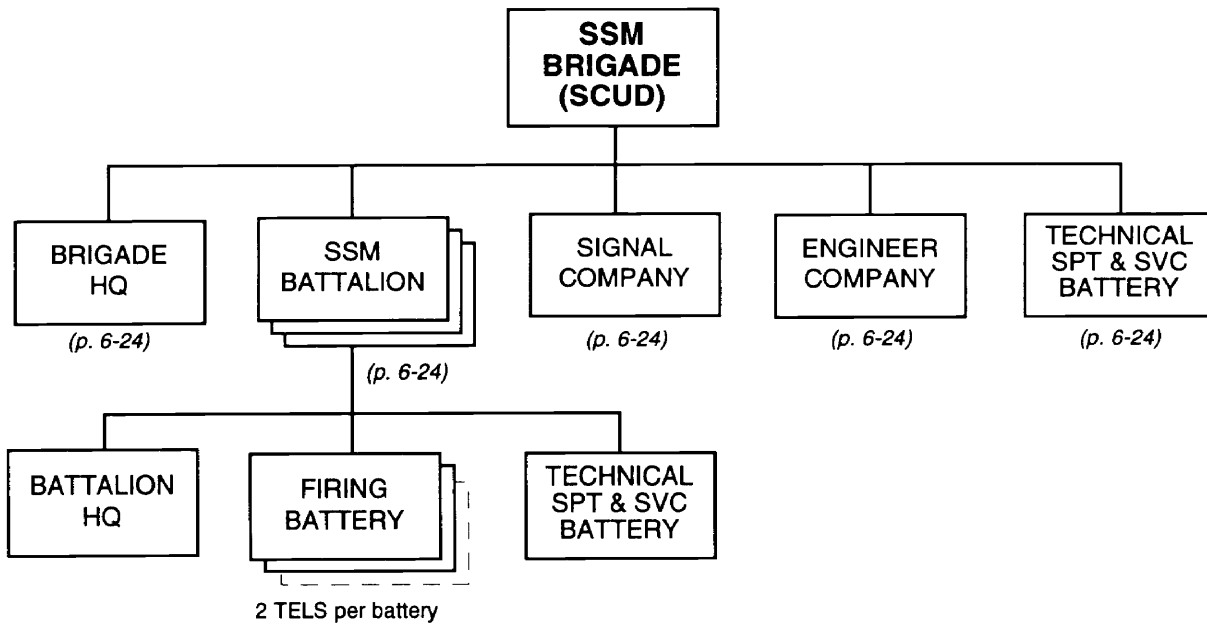 SSM
BRIGADE
(SCUD)
BRIGADE
HQ
(p. 6-24)
SSM
BATTALION
(p. 6-24)
SIGNAL
COMPANY
(p. 6-24)
ENGINEER
COMPANY
(p. 6-24)
TECHNICAL
SPT & SVC
BATTERY
(p. 6-24)
BATTALION
HQ
FIRING
BATTERY
2 TELS per battery
TECHNICAL
SPT & SVC
BATTERY